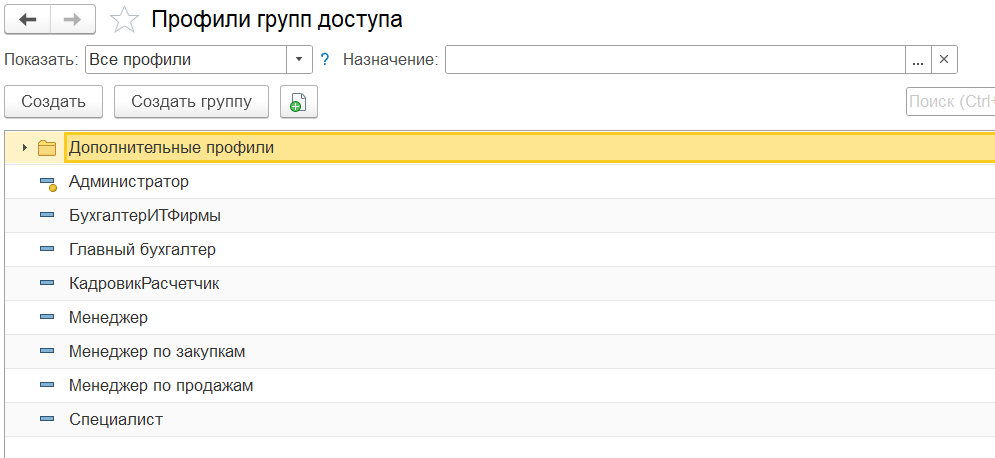 Профили групп доступа
Показать: Все профили ? Назначение: ... ×
Создать Создать группу Поиск (Ctrl+
Дополнительные профили
Администратор
БухгалтерИТФирмы
Главный бухгалтер
КадровикРасчетчик
Менеджер
Менеджер по закупкам
Менеджер по продажам
Специалист